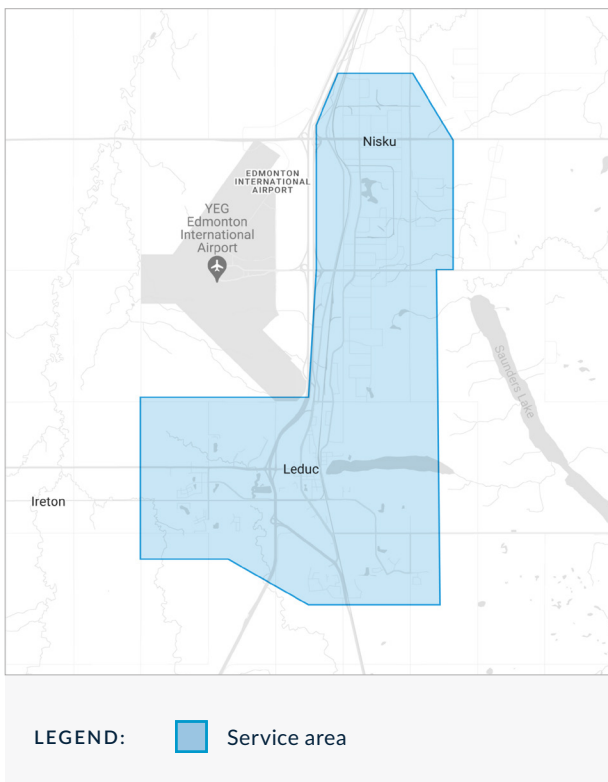 Nisku
EDMONTON
INTERNATIONAL
AIRPORT
YEG
Edmonton
International
Airport
Saunders Lake
Leduc
Ireton
LEGEND:
Service area